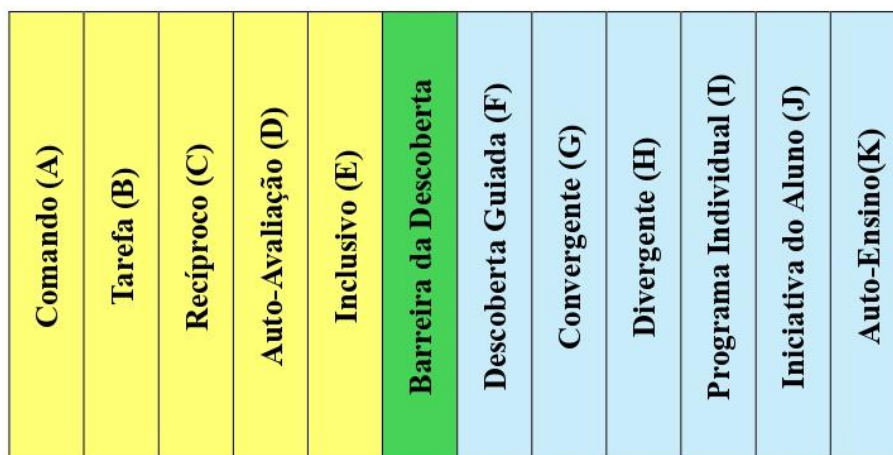 Comando (A)
Tarefa (B)
Recíproco (C)
Auto-Avaliação (D)
Inclusivo (E)
Barreira da Descoberta
Descoberta Guiada (F)
Convergente (G)
Divergente (H)
Programa Individual (I)
Iniciativa do Aluno (J)
Auto-Ensino(K)